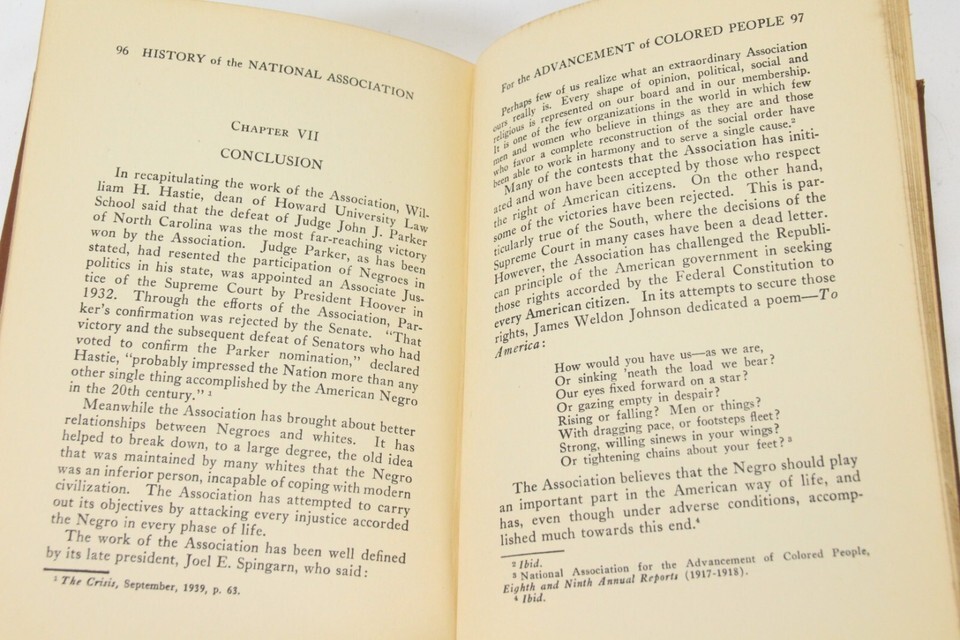 96 HISTORY of the NATIONAL ASSOCIATION
CHAPTER VII
CONCLUSION
In recapitulating the work of the Association, Wil-
liam H. Hastie, dean of Howard University Law
School said that the defeat of Judge John J. Parker
of North Carolina was the most far-reaching victory
won by the Association. Judge Parker, as has been
stated, had resented the participation of Negroes in
politics in his state, was appointed an Associate Jus-
tice of the Supreme Court by President Hoover in
1932. Through the efforts of the Association, Par-
ker's confirmation was rejected by the Senate. "That
victory and the subsequent defeat of Senators who had
voted to confirm the Parker nomination," declared
Hastie, "probably impressed the Nation more than any
other single thing accomplished by the American Negro
in the 20th century." 1
Meanwhile the Association has brought about better
relationships between Negroes and whites. It has
helped to break down, to a large degree, the old idea
that was maintained by many whites that the Negro
was an inferior person, incapable of coping with modern
civilization. The Association has attempted to carry
out its objectives by attacking every injustice accorded
the Negro in every phase of life.
The work of the Association has been well defined
by its late president, Joel E. Spingarn, who said:
1 The Crisis, September, 1939, p. 63.
For the ADVANCEMENT of COLORED PEOPLE 97
Perhaps few of us realize what an extraordinary Association
ours really is. Every shape of opinion, political, social and
religious is represented on our board and in our membership.
It is one of the few organizations in the world in which few
men and women who believe in things as they are and those
who favor a complete reconstruction of the social order have
been able to work in harmony and to serve a single cause.2
Many of the contests that the Association has initi-
ated and won have been accepted by those who respect
the right of American citizens. On the other hand,
some of the victories have been rejected. This is par-
ticularly true of the South, where the decisions of the
Supreme Court in many cases have been a dead letter.
However, the Association has challenged the Republi-
can principle of the American government in seeking
those rights accorded by the Federal Constitution to
every American citizen. In its attempts to secure those
rights, James Weldon Johnson dedicated a poem—To
America:
How would you have us—as we are,
Or sinking 'neath the load we bear?
Our eyes fixed forward on a star?
Or gazing empty in despair?
Rising or falling? Men or things?
With dragging pace, or footsteps fleet?
Strong, willing sinews in your wings?
Or tightening chains about your feet? 3
The Association believes that the Negro should play
an important part in the American way of life, and
has, even though under adverse conditions, accomp-
lished much towards this end.4
2 Ibid.
3 National Association for the Advancement of Colored People,
Eighth and Ninth Annual Reports (1917-1918).
4 Ibid.